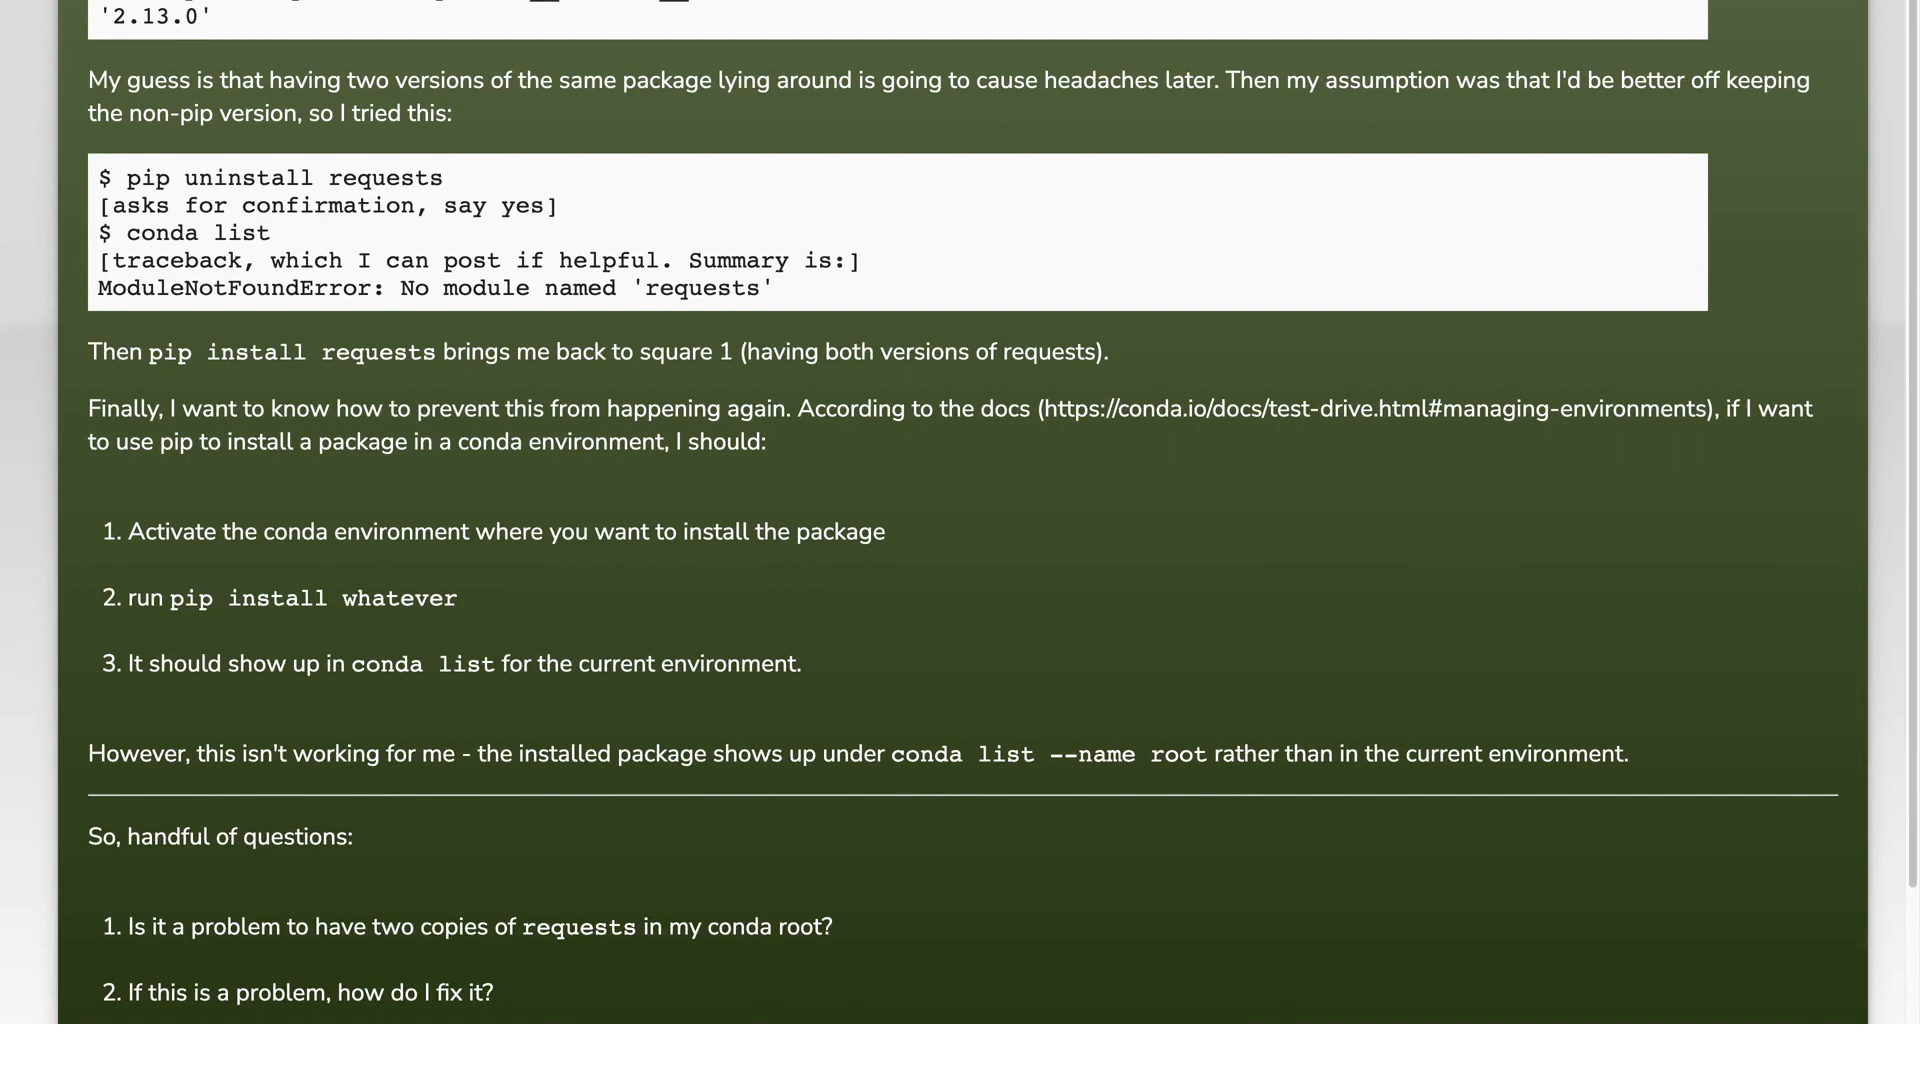 '2.13.0'
My guess is that having two versions of the same package lying around is going to cause headaches later. Then my assumption was that I'd be better off keeping
the non-pip version, so I tried this:
$ pip uninstall requests
[asks for confirmation, say yes]
$ conda list
[traceback, which I can post if helpful. Summary is:]
ModuleNotFoundError: No module named 'requests'
Then pip install requests brings me back to square 1 (having both versions of requests).
Finally, I want to know how to prevent this from happening again. According to the docs (https://conda.io/docs/test-drive.html#managing-environments), if I want
to use pip to install a package in a conda environment, I should:
1. Activate the conda environment where you want to install the package
2. run pip install whatever
3. It should show up in conda list for the current environment.
However, this isn't working for me - the installed package shows up under conda list --name root rather than in the current environment.
So, handful of questions:
1. Is it a problem to have two copies of requests in my conda root?
2. If this is a problem, how do I fix it?